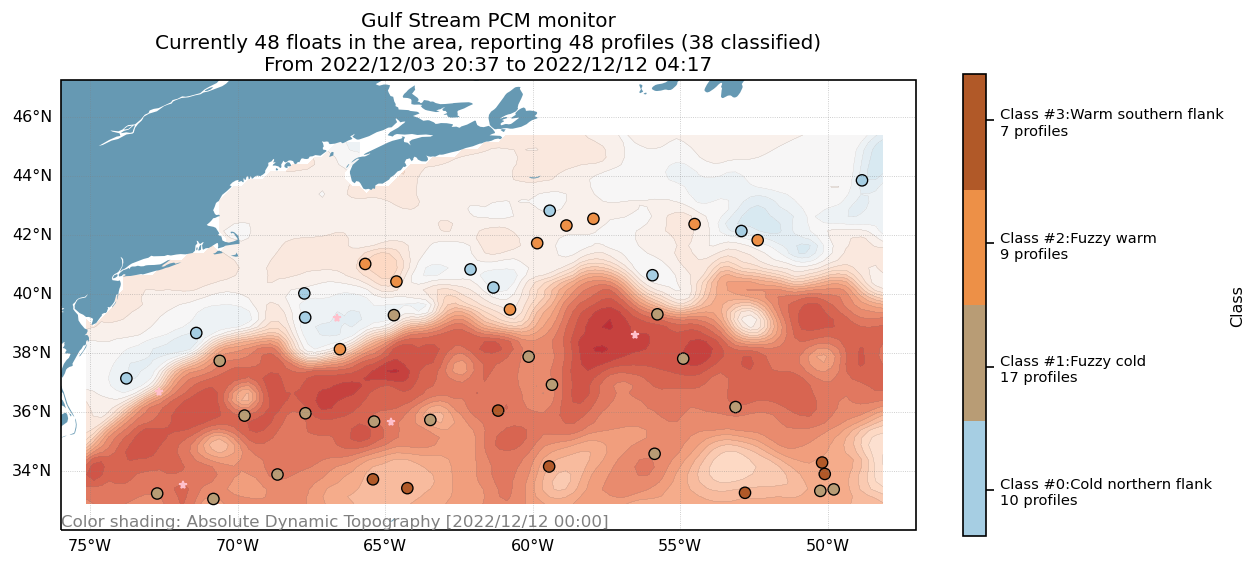 Gulf Stream PCM monitor
Currently 48 floats in the area, reporting 48 profiles (38 classified)
From 2022/12/03 20:37 to 2022/12/12 04:17
46°N
44°N
42°N
40°N
38°N
36°N
34°N
Color shading: Absolute Dynamic Topography [2022/12/12 00:00]
75°W
70°W
65°W
60°W
55°W
50°W
Class #3:Warm southern flank
7 profiles
Class #2:Fuzzy warm
9 profiles
Class #1:Fuzzy cold
17 profiles
Class #0:Cold northern flank
10 profiles
Class